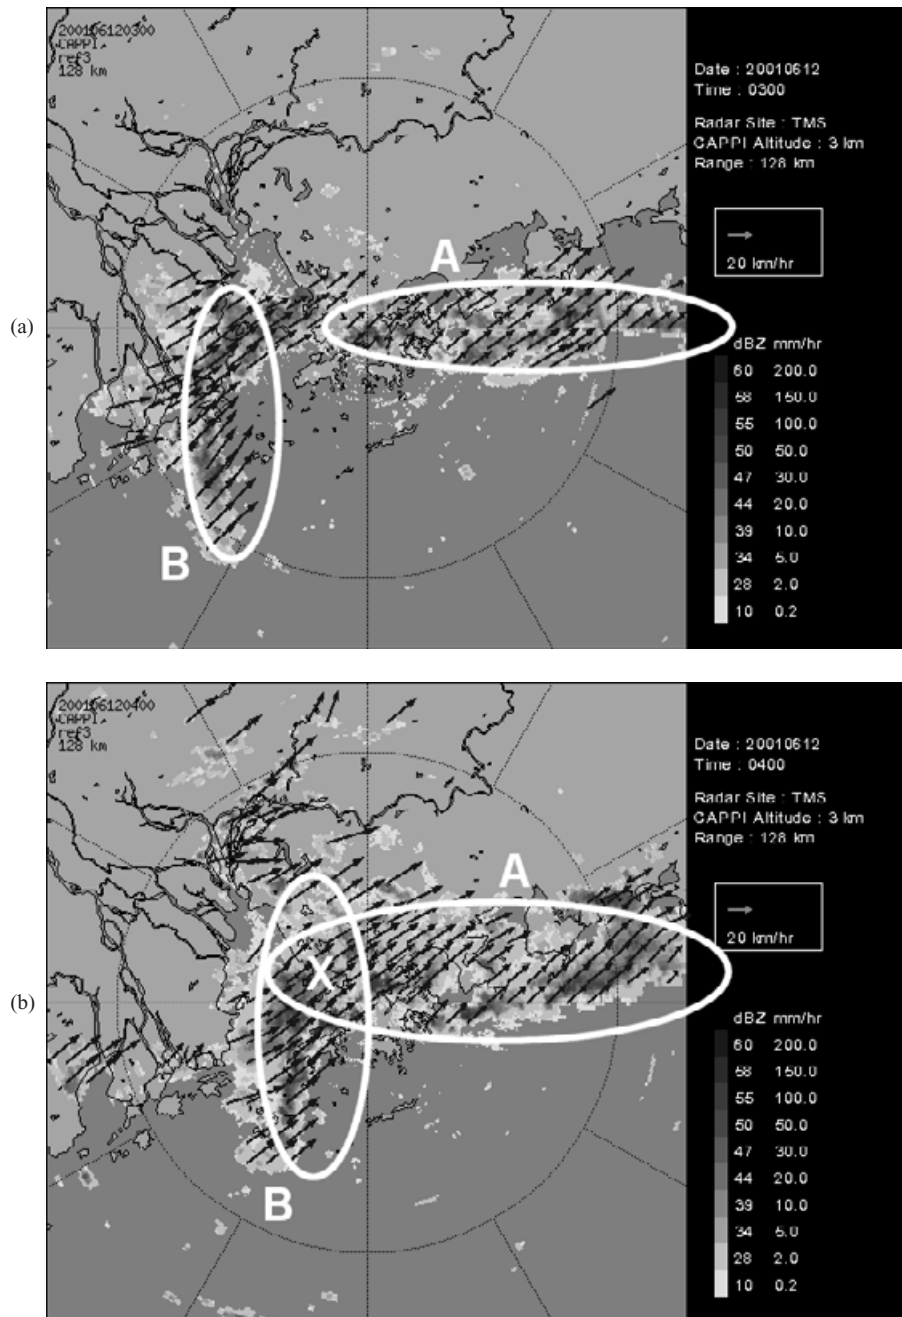 200106120300
CAPPI
ref3
128 km
Date : 20010612
Time : 0300
Radar Site : TMS
CAPPI Altitude : 3 km
Range : 128 km
20 km/hr
A
(a)
dBZ mm/hr
60 200.0
58 150.0
55 100.0
50 50.0
47 30.0
44 20.0
39 10.0
34 5.0
28 2.0
10 0.2
B
200106120400
CAPPI
ref3
128 km
Date : 20010612
Time : 0400
Radar Site : TMS
CAPPI Altitude : 3 km
Range : 128 km
A
20 km/hr
X
(b)
dBZ mm/hr
60 200.0
58 150.0
55 100.0
50 50.0
47 30.0
44 20.0
39 10.0
34 5.0
28 2.0
10 0.2
B